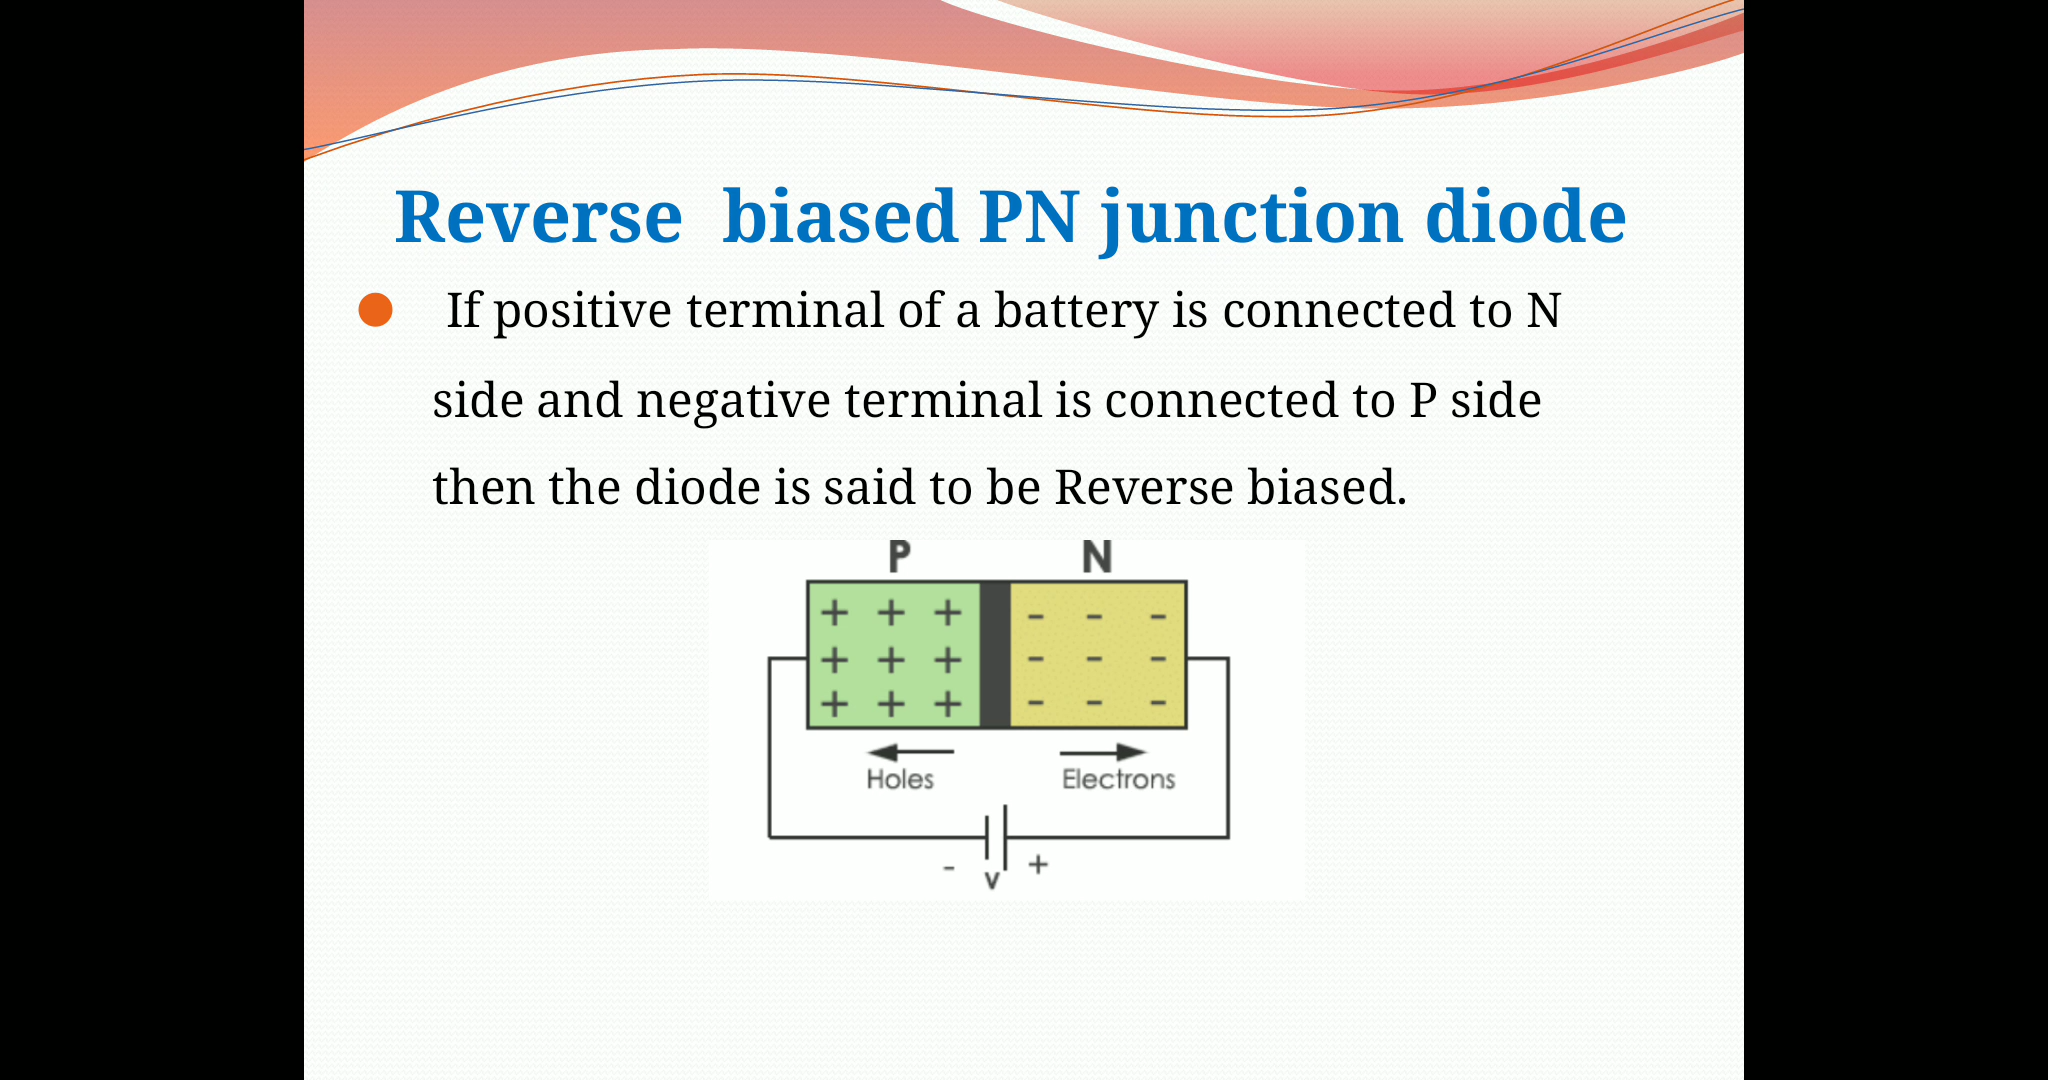 Reverse  biased PN junction diode
If positive terminal of a battery is connected to N
side and negative terminal is connected to P side
then the diode is said to be Reverse biased.
P N
+ + + - - -
+ + + - - -
+ + + - - -
Holes Electrons
- +
V